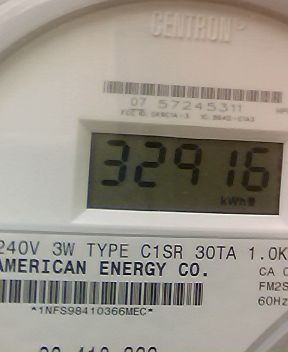 CENTRON®
07 57245311
32916
kWh
240V 3W TYPE C1SR 30TA 1.0K
AMERICAN ENERGY CO.
CA
FM2S
60Hz
*1NFS98410366MEC*